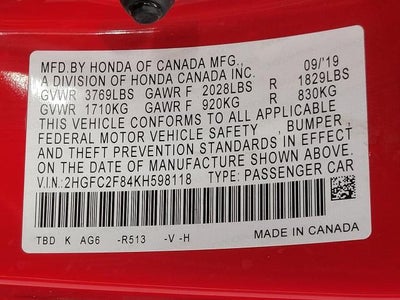 MFD.BY HONDA OF CANADA MFG., 09/'19
A DIVISION OF HONDA CANADA INC.
GVWR 3769LBS GAWR F 2028LBS R 1829LBS
GVWR 1710KG GAWR F 920KG R 830KG
THIS VEHICLE CONFORMS TO ALL APPLICABLE
FEDERAL MOTOR VEHICLE SAFETY , BUMPER ,
AND THEFT PREVENTION STANDARDS IN EFFECT
ON THE DATE OF MANUFACTURE SHOWN ABOVE.
V.I.N: 2HGFC2F84KH598118 TYPE: PASSENGER CAR
TBD K AG6 -R513 -V -H MADE IN CANADA